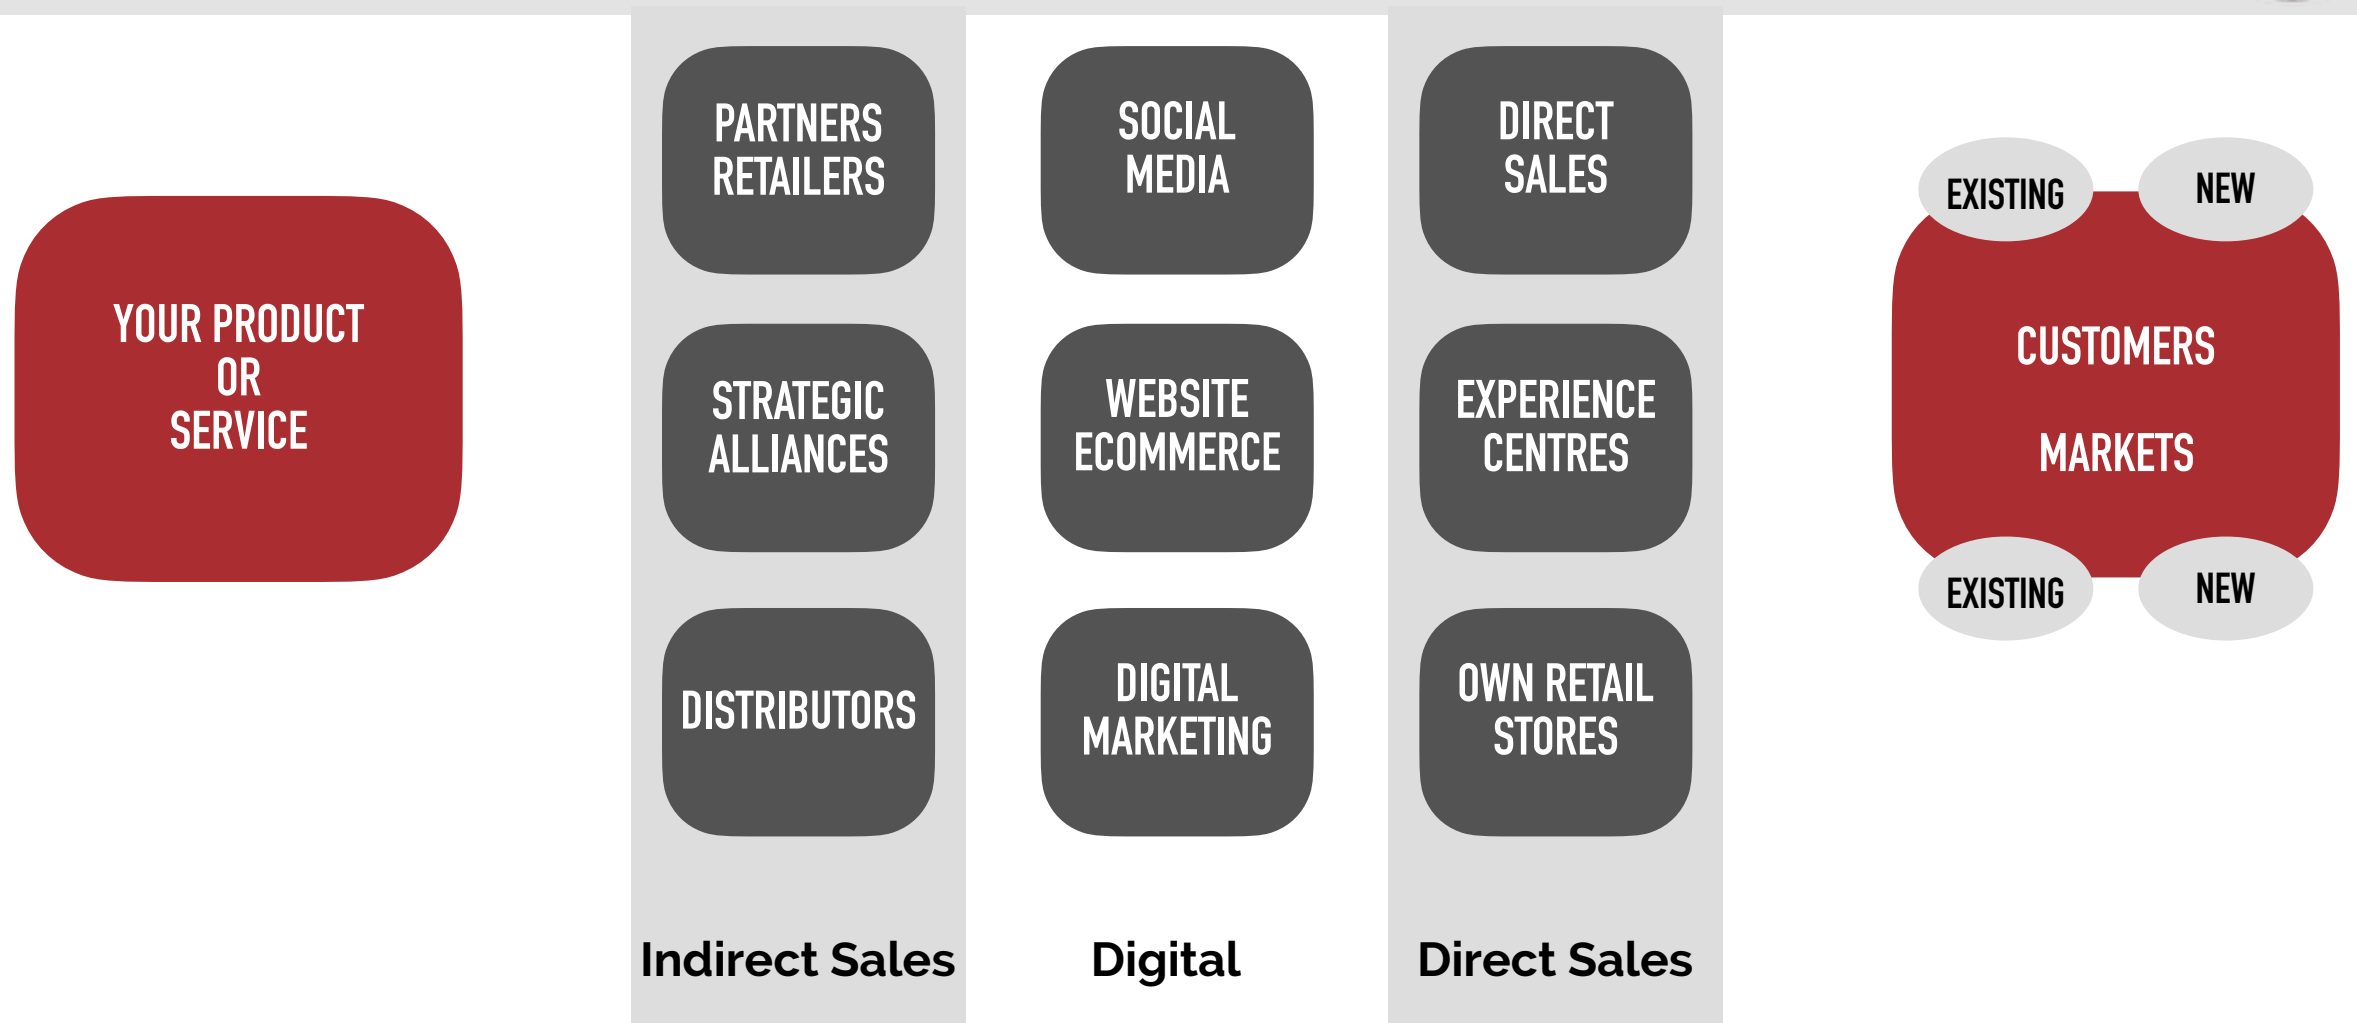 YOUR PRODUCT
OR
SERVICE
PARTNERS
RETAILERS
STRATEGIC
ALLIANCES
DISTRIBUTORS
Indirect Sales
SOCIAL
MEDIA
WEBSITE
ECOMMERCE
DIGITAL
MARKETING
Digital
DIRECT
SALES
EXPERIENCE
CENTRES
OWN RETAIL
STORES
Direct Sales
EXISTING
NEW
CUSTOMERS
MARKETS
EXISTING
NEW